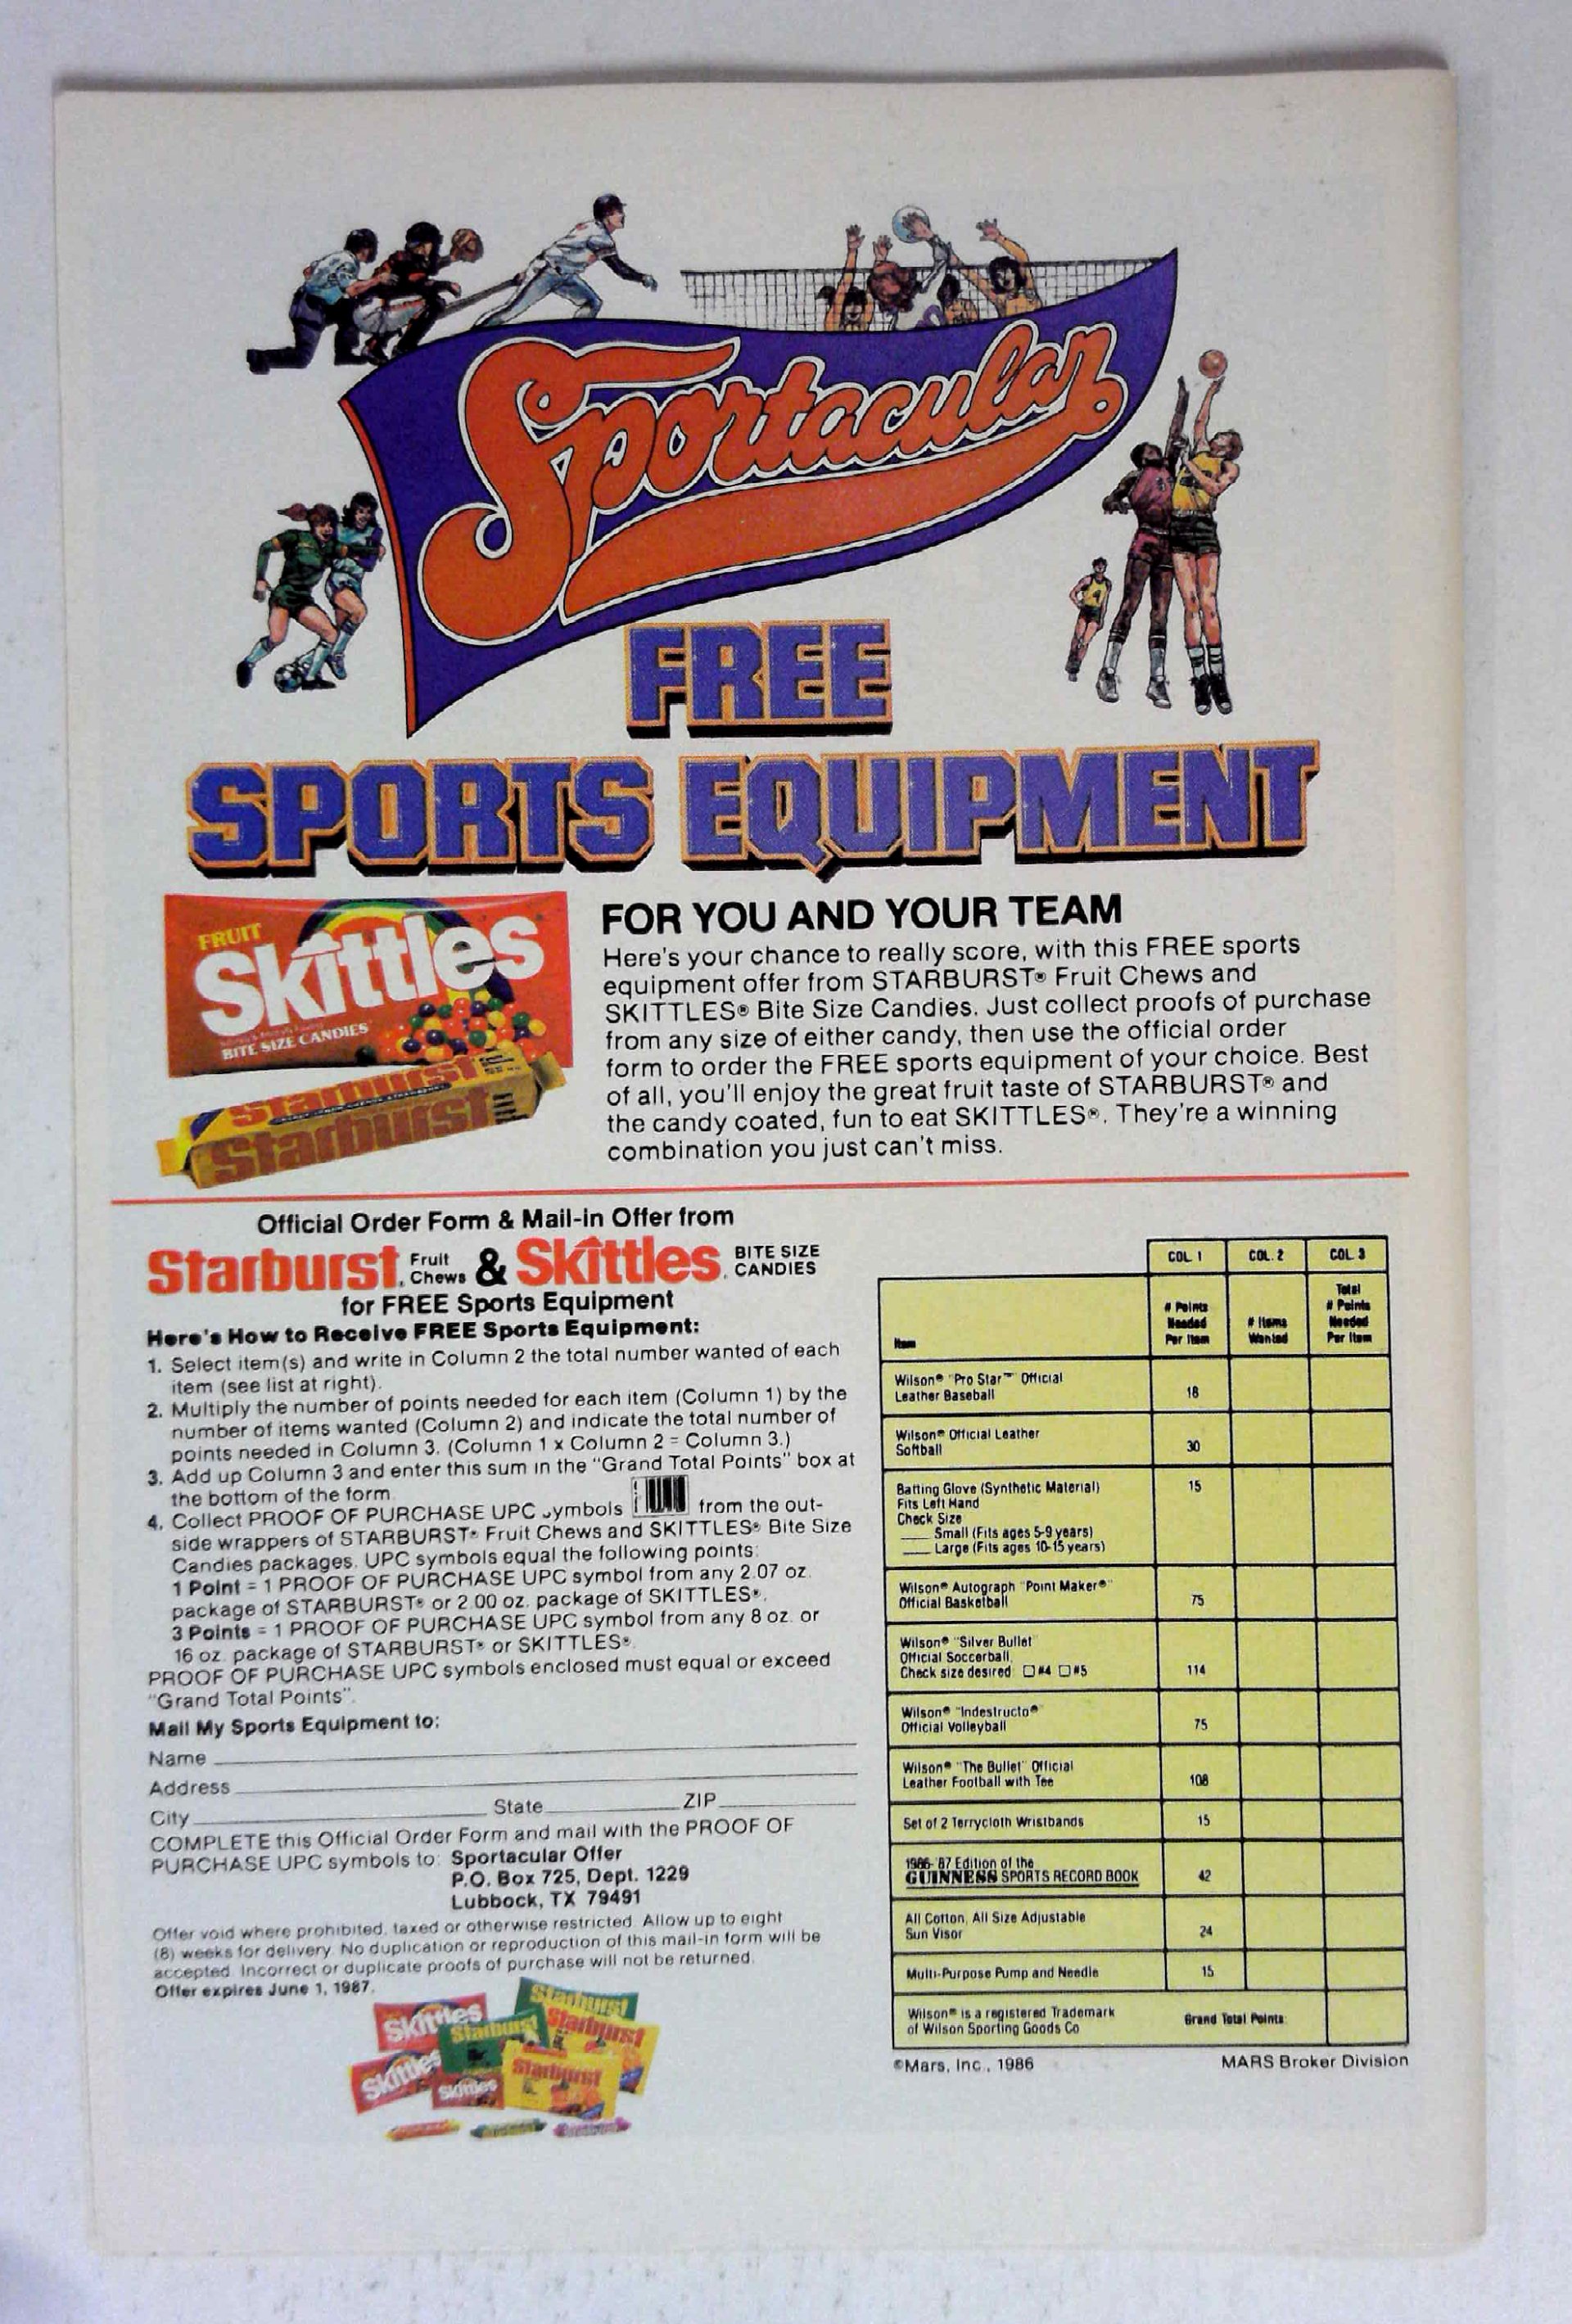 Sportacular
FREE
SPORTS EQUIPMENT
FRUIT
Skittles
BITE SIZE CANDIES
Starburst
Starburst
FOR YOU AND YOUR TEAM
Here's your chance to really score, with this FREE sports
equipment offer from STARBURST® Fruit Chews and
SKITTLES® Bite Size Candies. Just collect proofs of purchase
from any size of either candy, then use the official order
form to order the FREE sports equipment of your choice. Best
of all, you'll enjoy the great fruit taste of STARBURST® and
the candy coated, fun to eat SKITTLES®. They're a winning
combination you just can't miss.
Official Order Form & Mail-in Offer from
Starburst Fruit Chews & Skittles BITE SIZE CANDIES
for FREE Sports Equipment
Here's How to Receive FREE Sports Equipment:
1. Select item(s) and write in Column 2 the total number wanted of each
item (see list at right).
2. Multiply the number of points needed for each item (Column 1) by the
number of items wanted (Column 2) and indicate the total number of
points needed in Column 3. (Column 1 x Column 2 = Column 3.)
3. Add up Column 3 and enter this sum in the "Grand Total Points" box at
the bottom of the form.
4. Collect PROOF OF PURCHASE UPC symbols from the out-
side wrappers of STARBURST® Fruit Chews and SKITTLES® Bite Size
Candies packages. UPC symbols equal the following points:
1 Point = 1 PROOF OF PURCHASE UPC symbol from any 2.07 oz.
package of STARBURST® or 2.00 oz. package of SKITTLES®.
3 Points = 1 PROOF OF PURCHASE UPC symbol from any 8 oz. or
16 oz. package of STARBURST® or SKITTLES®.
PROOF OF PURCHASE UPC symbols enclosed must equal or exceed
"Grand Total Points".
Mail My Sports Equipment to:
Name
Address
City State ZIP
COMPLETE this Official Order Form and mail with the PROOF OF
PURCHASE UPC symbols to: Sportacular Offer
P.O. Box 725, Dept. 1229
Lubbock, TX 79491
Offer void where prohibited, taxed or otherwise restricted. Allow up to eight
(8) weeks for delivery. No duplication or reproduction of this mail-in form will be
accepted. Incorrect or duplicate proofs of purchase will not be returned.
Offer expires June 1, 1987.
Skittles
Starburst
Starburst
Starburst
Skittles
Skittles
Starburst
COL. 1 COL. 2 COL. 3
Item # Points Needed Per Item # Items Wanted Total # Points Needed Per Item
Wilson® "Pro Star™ Official
Leather Baseball 18
Wilson® Official Leather
Softball 30
Batting Glove (Synthetic Material) 15
Fits Left Hand
Check Size
Small (Fits ages 5-9 years)
Large (Fits ages 10-15 years)
Wilson® Autograph "Point Maker®"
Official Basketball 75
Wilson® "Silver Bullet"
Official Soccerball
Check size desired □ #4 □ #5 114
Wilson® "Indestructo®"
Official Volleyball 75
Wilson® "The Bullet" Official
Leather Football with Tee 108
Set of 2 Terrycloth Wristbands 15
1986-'87 Edition of the
GUINNESS SPORTS RECORD BOOK 42
All Cotton, All Size Adjustable
Sun Visor 24
Multi-Purpose Pump and Needle 15
Wilson® is a registered Trademark
of Wilson Sporting Goods Co Grand Total Points:
©Mars, Inc., 1986 MARS Broker Division